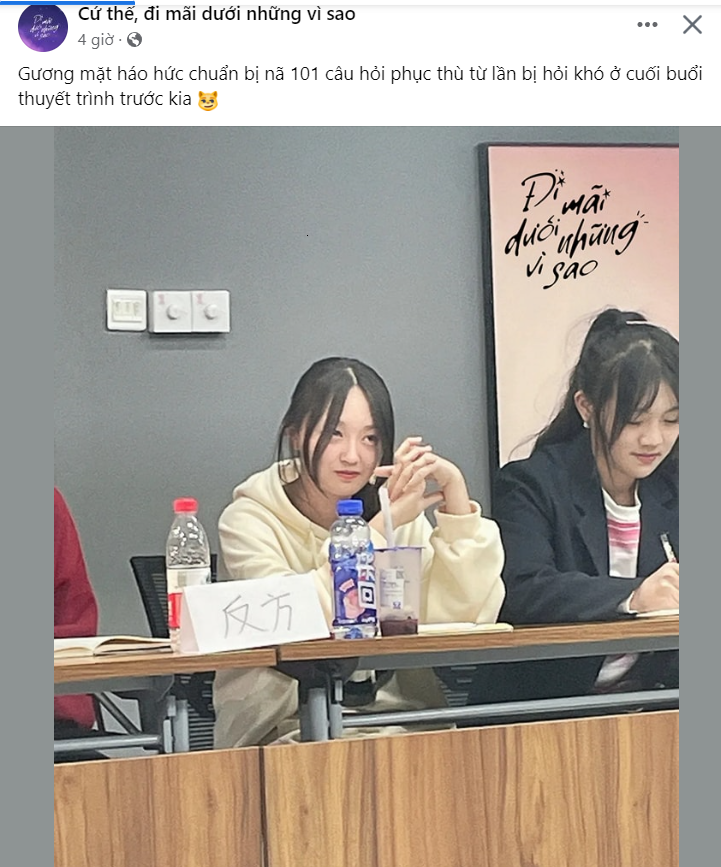 Cứ thế, đi mãi dưới những vì sao
4 giờ ·
Gương mặt háo hức chuẩn bị nã 101 câu hỏi phục thù từ lần bị hỏi khó ở cuối buổi
thuyết trình trước kia
Đi
mãi
dưới
những
vì sao
反方